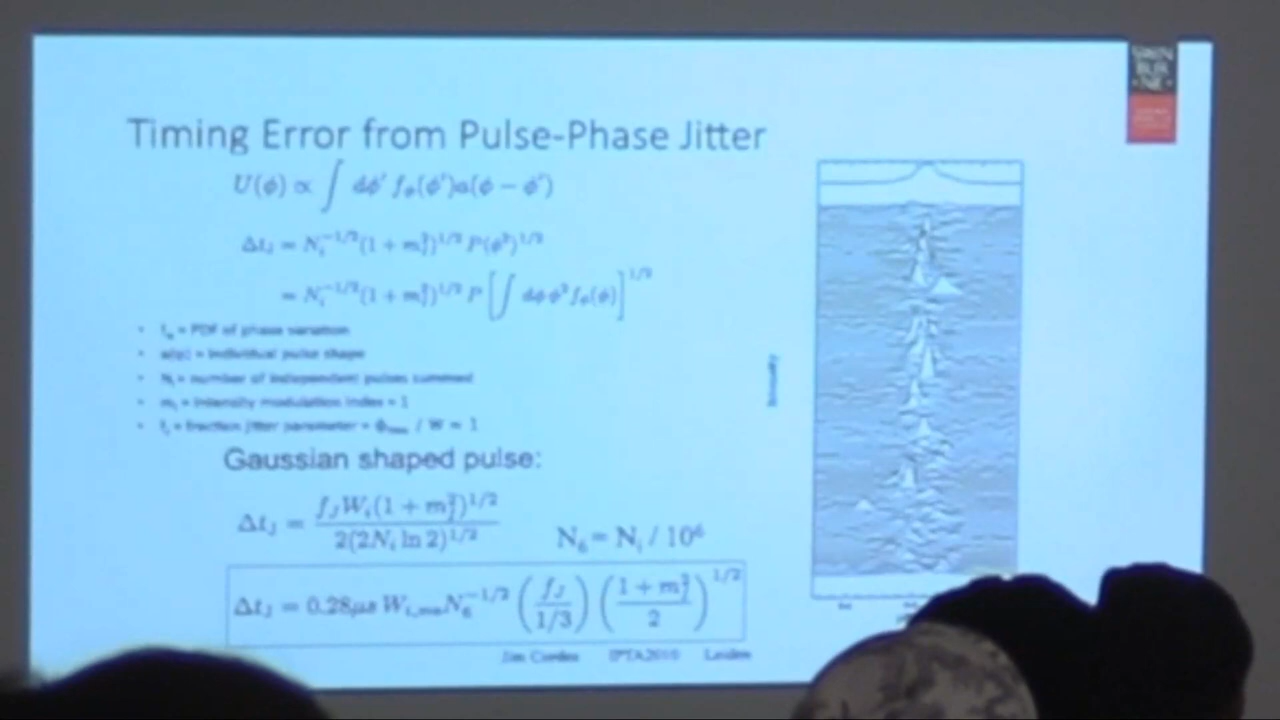 SWIN
BUR
NE
Timing Error from Pulse-Phase Jitter
U(φ) ∝ ∫ dφ′ f_φ(φ′)a(φ − φ′)
Δt_J = N_i^{-1/2}(1 + m_I^2)^{1/2} P⟨φ^2⟩^{1/2}
= N_i^{-1/2}(1 + m_I^2)^{1/2} P [∫ dφ φ^2 f_φ(φ)]^{1/2}
• f_φ = PDF of phase variation
• a(φ) = individual pulse shape
• N_i = number of independent pulses summed
• m_I = intensity modulation index ≈ 1
• f_J = fraction jitter parameter = φ_rms / W ≈ 1
Gaussian shaped pulse:
Δt_J = f_J W_i (1 + m_I^2)^{1/2} / 2(2N_i ln 2)^{1/2}
N_6 = N_i / 10^6
Δt_J = 0.28μs W_{i,ms} N_6^{-1/2} (f_J / 1/3) ((1 + m_I^2) / 2)^{1/2}
Jim Cordes IPTA2010 Leiden